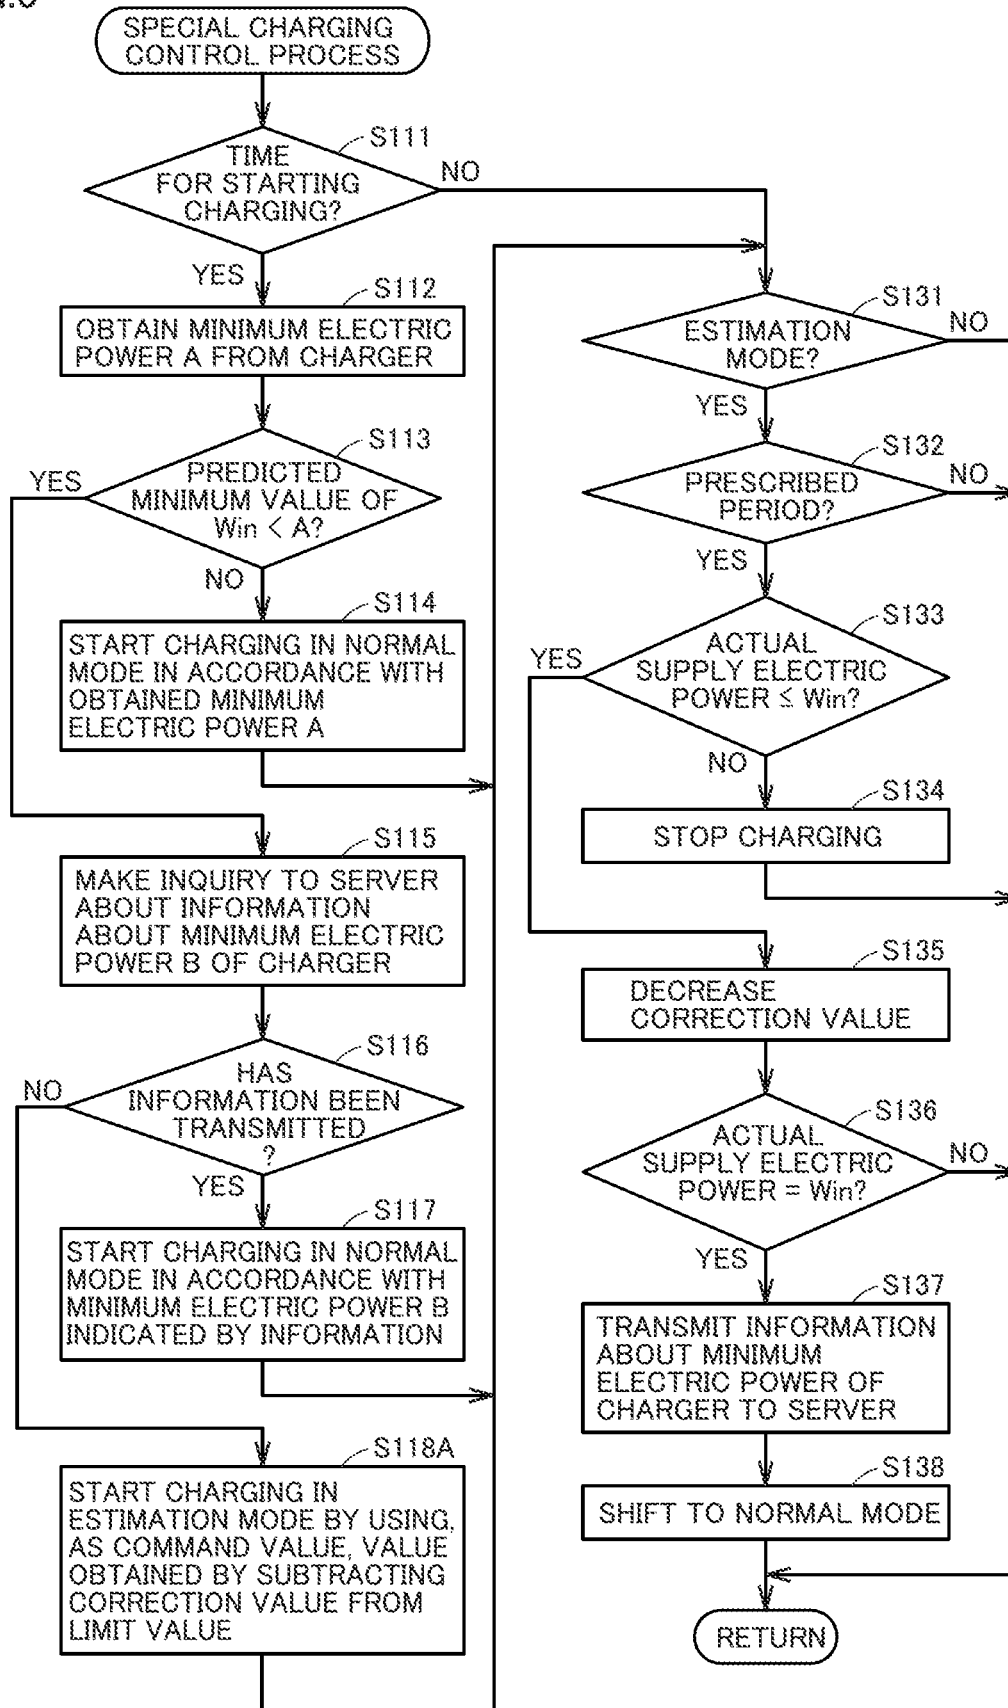 SPECIAL CHARGING
CONTROL PROCESS
S111
TIME
FOR STARTING
CHARGING?
NO
YES
S112
OBTAIN MINIMUM ELECTRIC
POWER A FROM CHARGER
S113
PREDICTED
MINIMUM VALUE OF
Win < A?
YES
NO
S114
START CHARGING IN NORMAL
MODE IN ACCORDANCE WITH
OBTAINED MINIMUM
ELECTRIC POWER A
S115
MAKE INQUIRY TO SERVER
ABOUT INFORMATION
ABOUT MINIMUM ELECTRIC
POWER B OF CHARGER
S116
HAS
INFORMATION BEEN
TRANSMITTED
?
NO
YES
S117
START CHARGING IN NORMAL
MODE IN ACCORDANCE WITH
MINIMUM ELECTRIC POWER B
INDICATED BY INFORMATION
S118A
START CHARGING IN
ESTIMATION MODE BY USING,
AS COMMAND VALUE, VALUE
OBTAINED BY SUBTRACTING
CORRECTION VALUE FROM
LIMIT VALUE
S131
ESTIMATION
MODE?
NO
YES
S132
PRESCRIBED
PERIOD?
NO
YES
S133
ACTUAL
SUPPLY ELECTRIC
POWER ≤ Win?
YES
NO
S134
STOP CHARGING
S135
DECREASE
CORRECTION VALUE
S136
ACTUAL
SUPPLY ELECTRIC
POWER = Win?
NO
YES
S137
TRANSMIT INFORMATION
ABOUT MINIMUM
ELECTRIC POWER OF
CHARGER TO SERVER
S138
SHIFT TO NORMAL MODE
RETURN